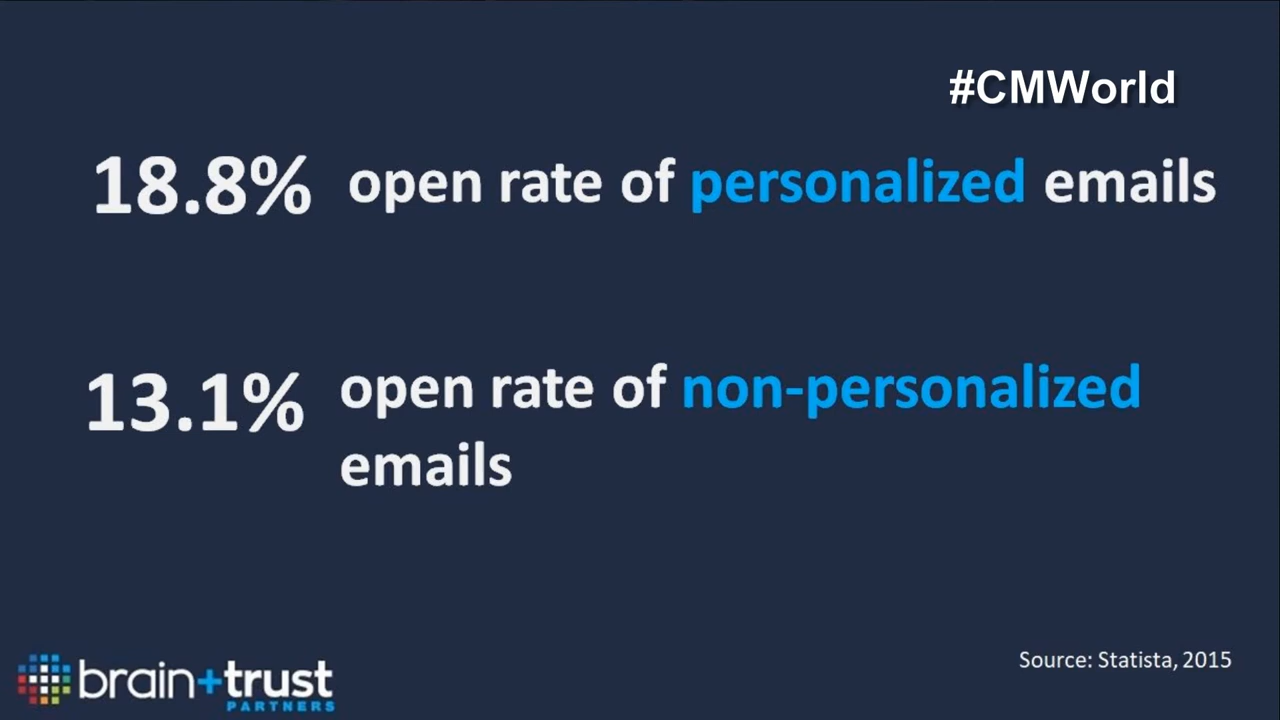 #CMWorld
18.8% open rate of personalized emails
13.1% open rate of non-personalized
emails
Source: Statista, 2015
brain+trust
PARTNERS